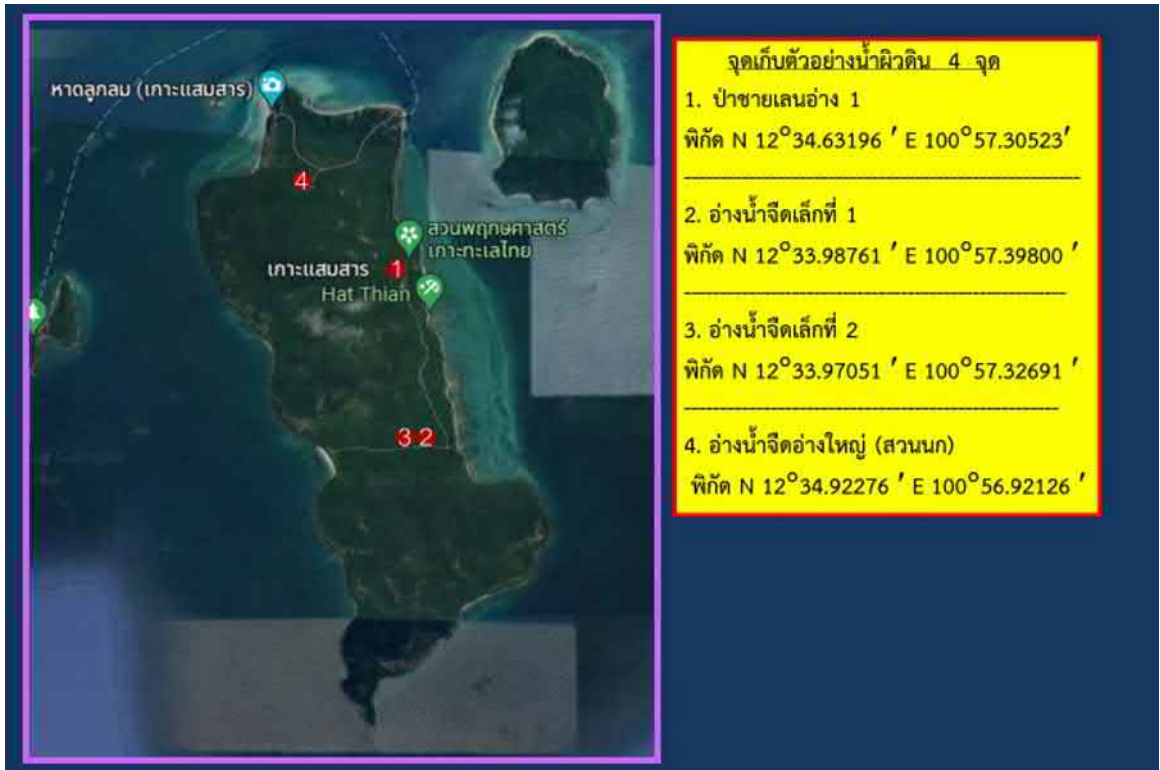 หาดลูกลม (เกาะแสมสาร)
4
สวนพฤกษศาสตร์
เกาะทะเลไทย
เกาะแสมสาร
1
Hat Thian
3 2
จุดเก็บตัวอย่างน้ำผิวดิน 4 จุด
1. ป่าชายเลนอ่าง 1
พิกัด N 12°34.63196 ′ E 100°57.30523′
2. อ่างน้ำจืดเล็กที่ 1
พิกัด N 12°33.98761 ′ E 100°57.39800 ′
3. อ่างน้ำจืดเล็กที่ 2
พิกัด N 12°33.97051 ′ E 100°57.32691 ′
4. อ่างน้ำจืดอ่างใหญ่ (สวนนก)
พิกัด N 12°34.92276 ′ E 100°56.92126 ′